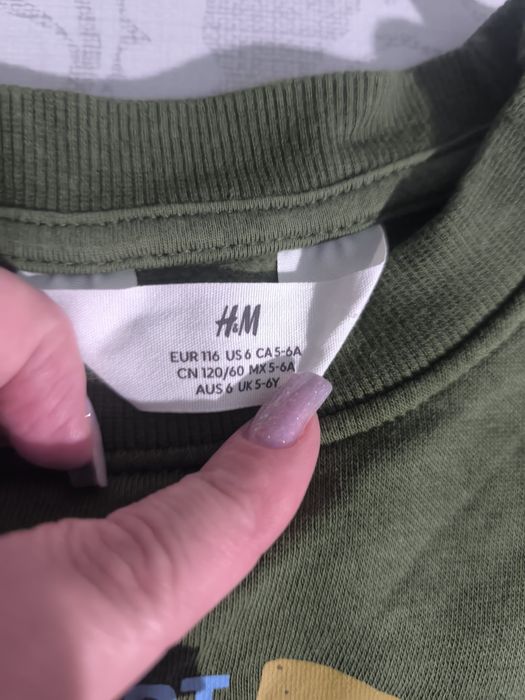 H&M
EUR 116 US 6 CA 5-6A
CN 120/60 MX 5-6A
AUS 6 UK 5-6Y